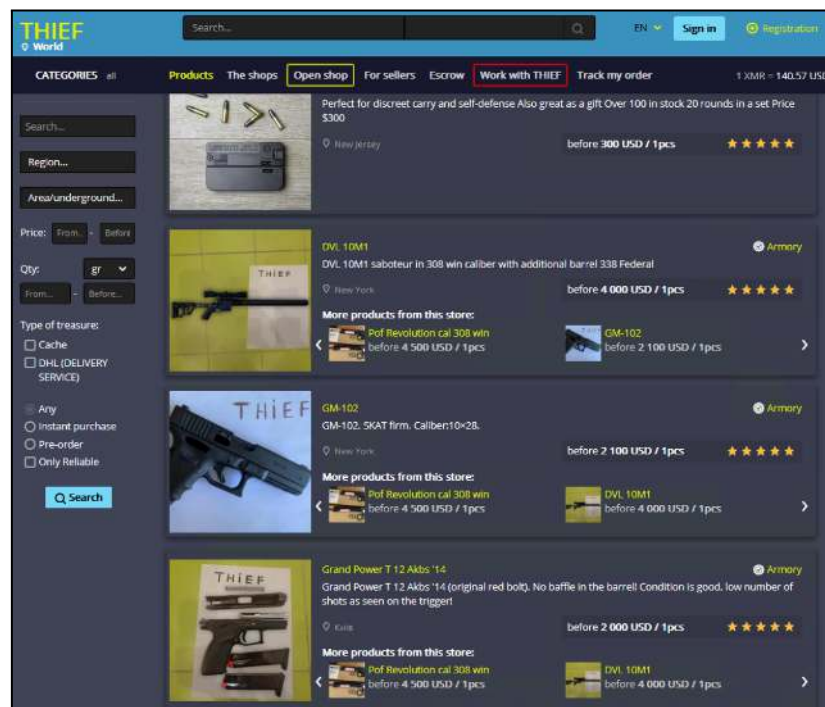 THIEF
World
Search...
EN
Sign in
Registration
CATEGORIES all
Products
The shops
Open shop
For sellers
Escrow
Work with THIEF
Track my order
1 XMR = 140.57 USD
Search...
Region...
Area/underground...
Price: From.. - Before
Qty: gr
From... - Before...
Type of treasure:
Cache
DHL (DELIVERY
SERVICE)
Any
Instant purchase
Pre-order
Only Reliable
Search
Perfect for discreet carry and self-defense Also great as a gift Over 100 in stock 20 rounds in a set Price
$300
New Jersey
before 300 USD / 1pcs
DVL 10M1
Armory
DVL 10M1 saboteur in 308 win caliber with additional barrel 338 Federal
THIEF
New York
before 4 000 USD / 1pcs
More products from this store:
Pof Revolution cal 308 win
before 4 500 USD / 1pcs
GM-102
before 2 100 USD / 1pcs
THiEF
GM-102
Armory
GM-102, SKAT firm. Caliber:10×28.
New York
before 2 100 USD / 1pcs
More products from this store:
Pof Revolution cal 308 win
before 4 500 USD / 1pcs
DVL 10M1
before 4 000 USD / 1pcs
THiEF
Grand Power T 12 Akbs '14
Armory
Grand Power T 12 Akbs '14 (original red bolt). No baffle in the barrel! Condition is good, low number of
shots as seen on the trigger!
before 2 000 USD / 1pcs
More products from this store:
Pof Revolution cal 308 win
before 4 500 USD / 1pcs
DVL 10M1
before 4 000 USD / 1pcs